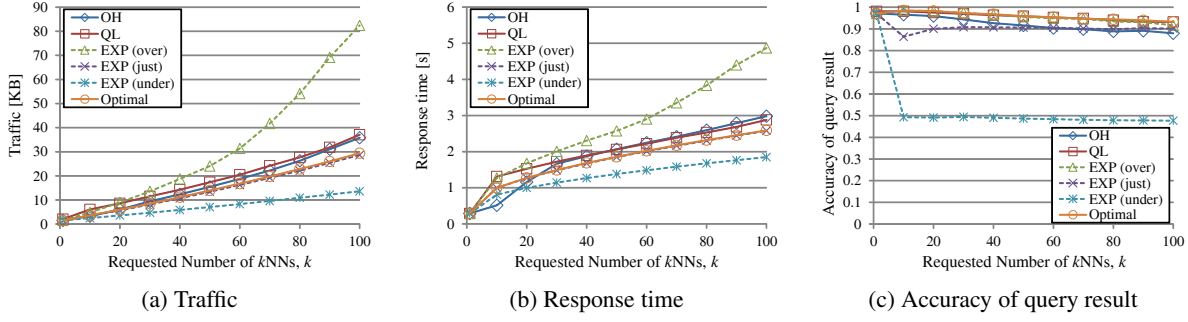 OH
QL
EXP (over)
EXP (just)
EXP (under)
Optimal
90
80
70
60
50
40
30
20
10
0
Traffic [KB]
0 20 40 60 80 100
Requested Number of kNNs, k
(a) Traffic
OH
QL
EXP (over)
EXP (just)
EXP (under)
Optimal
6
5
4
3
2
1
0
Response time [s]
0 20 40 60 80 100
Requested Number of kNNs, k
(b) Response time
1
0.9
0.8
0.7
0.6
0.5
0.4
0.3
0.2
0.1
0
Accuracy of query result
OH
QL
EXP (over)
EXP (just)
EXP (under)
Optimal
0 20 40 60 80 100
Requested Number of kNNs, k
(c) Accuracy of query result